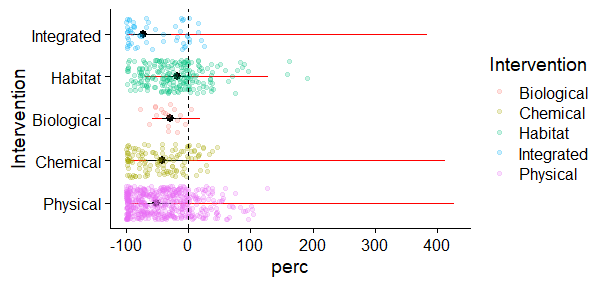 Intervention
Integrated
Habitat
Biological
Chemical
Physical
-100 0 100 200 300 400
perc
Intervention
Biological
Chemical
Habitat
Integrated
Physical